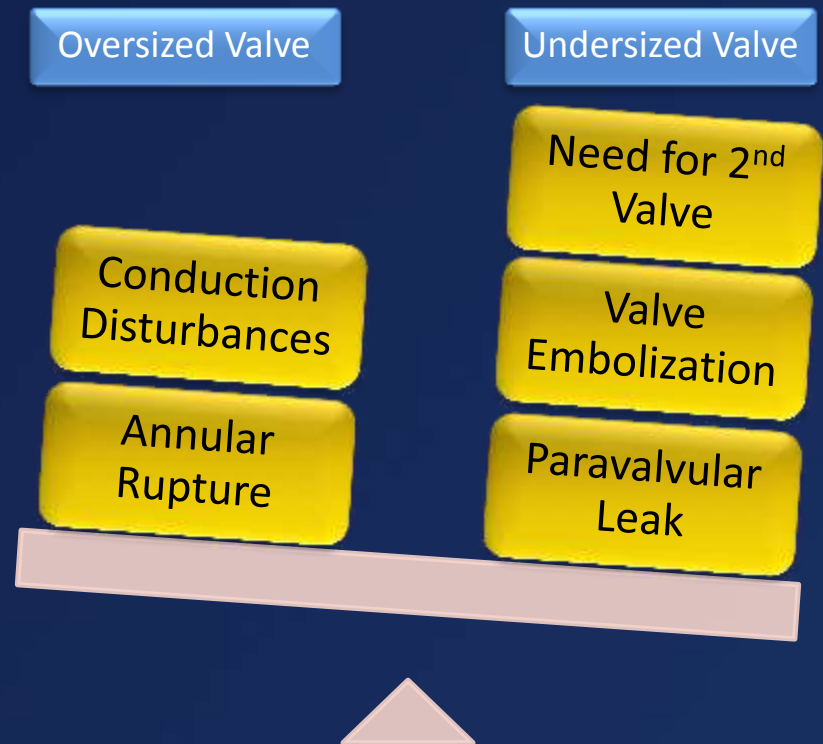 Oversized Valve
Undersized Valve
Need for 2nd
Valve
Conduction
Disturbances
Valve
Embolization
Annular
Rupture
Paravalvular
Leak